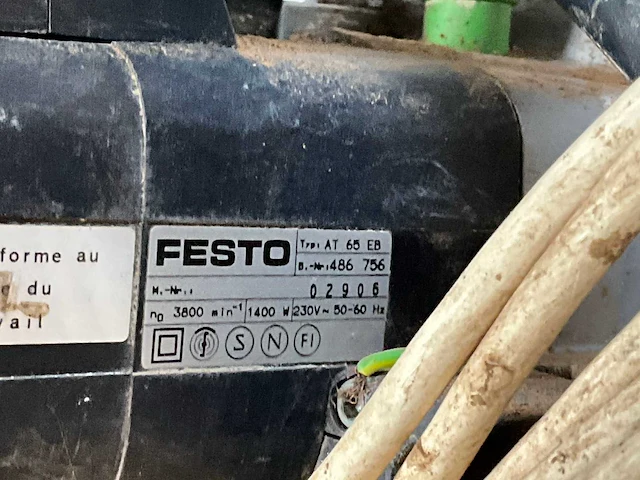 forme au
du
vail
FESTO
Typ: AT 65 EB
B.-Nr.: 486 756
M.-Nr.: 02906
n₀ 3800 min⁻¹ 1400 W 230V~ 50-60 Hz
S N FI